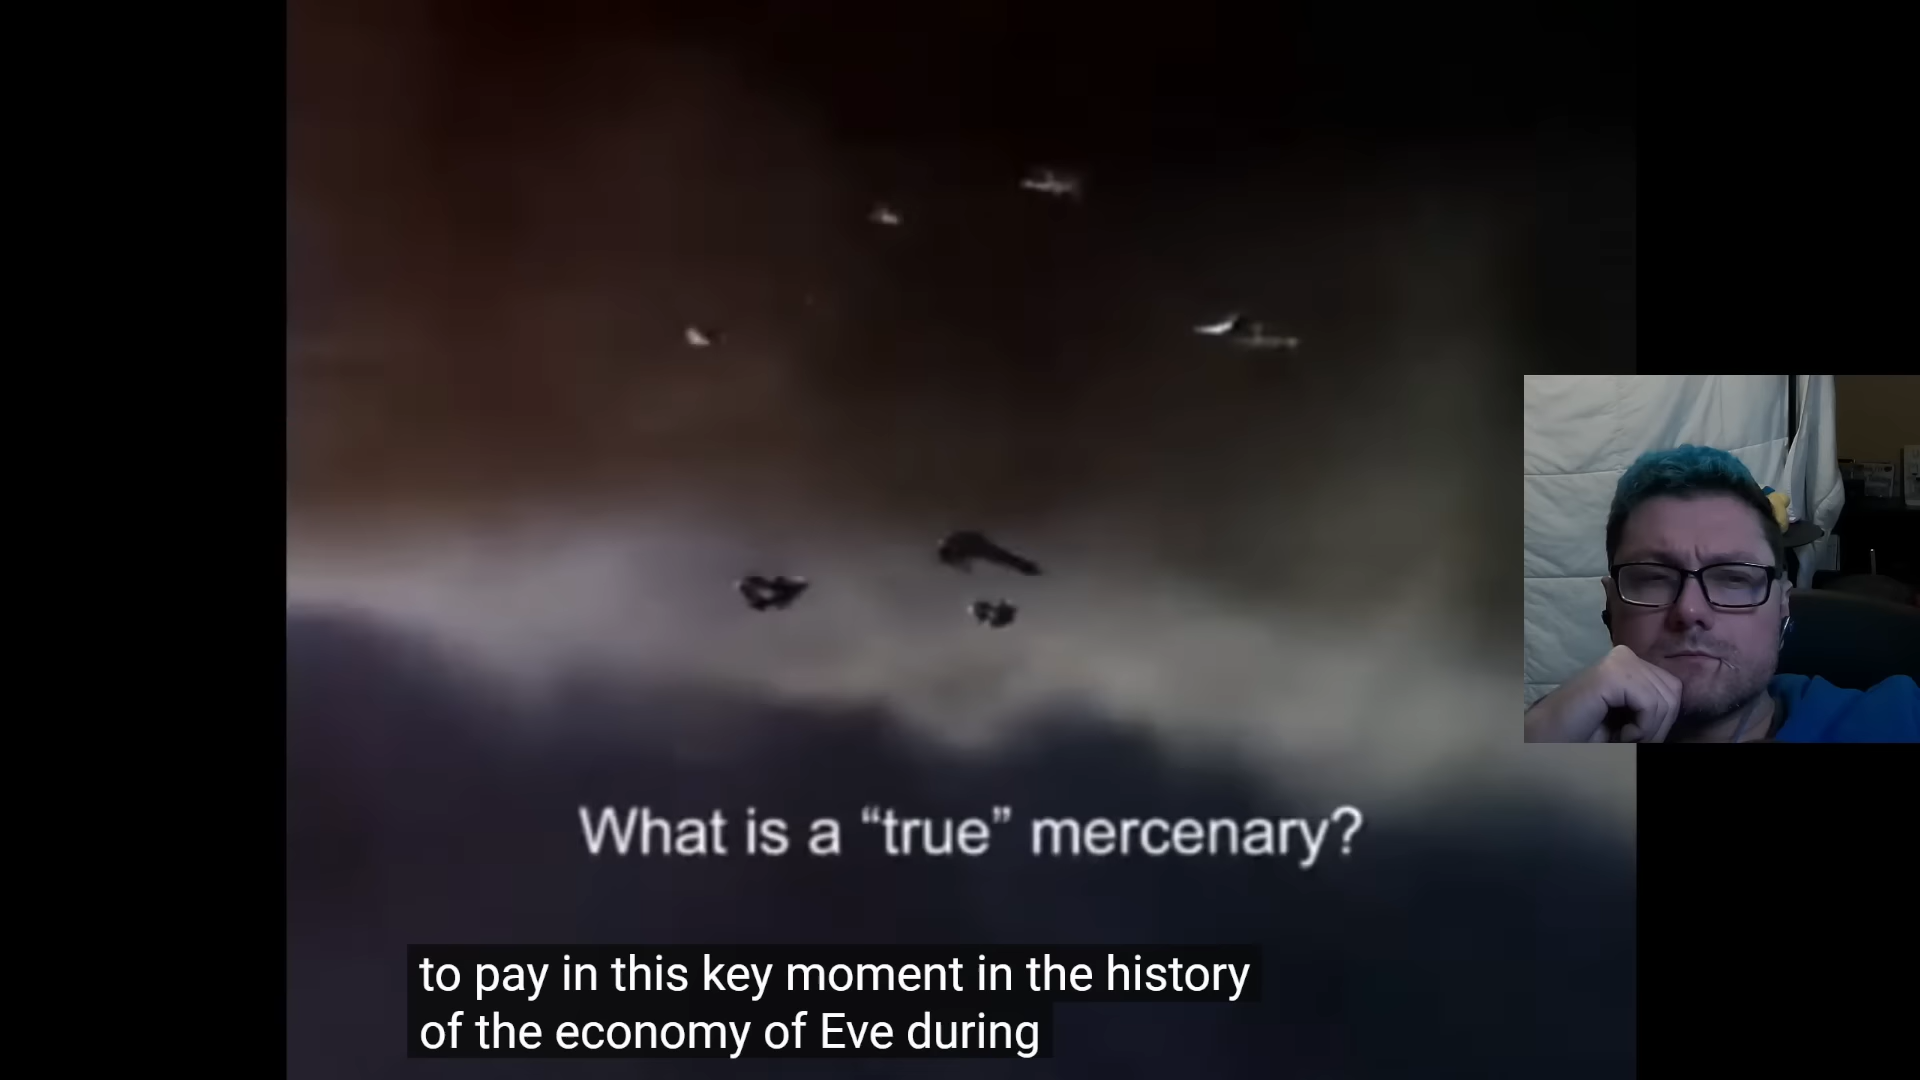 What is a “true” mercenary?
to pay in this key moment in the history
of the economy of Eve during